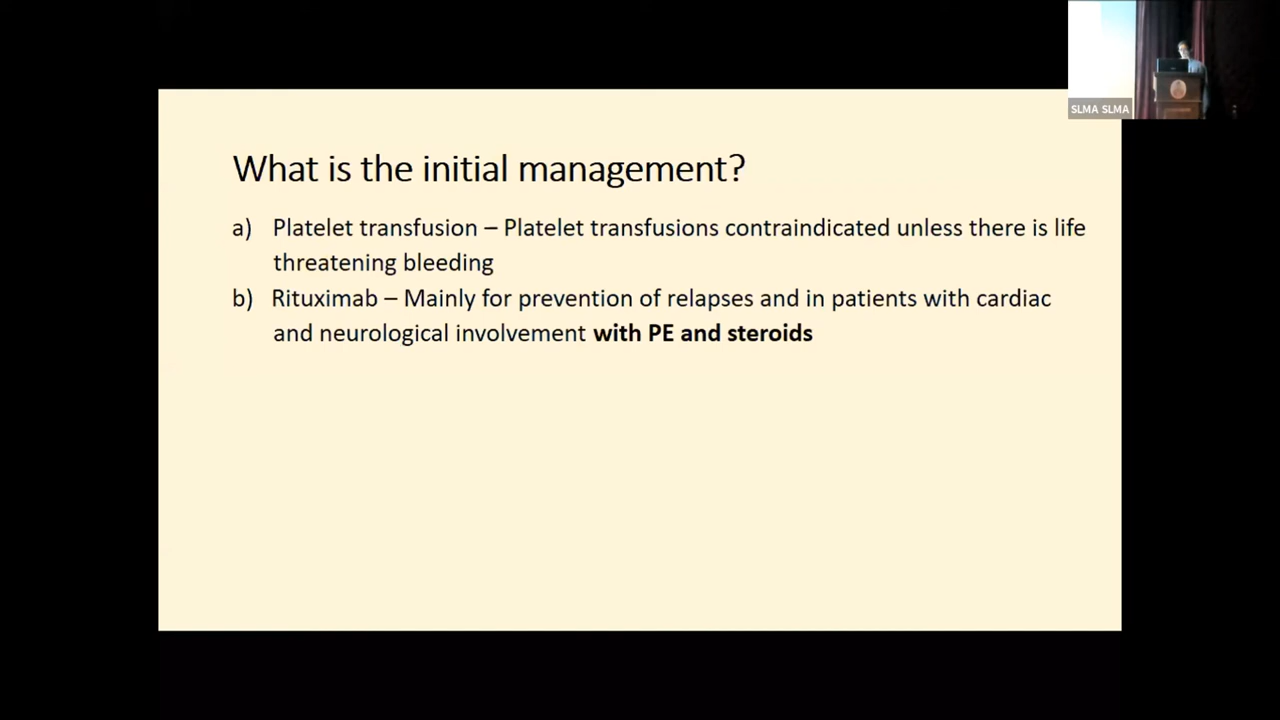 SLMA SLMA
What is the initial management?
a) Platelet transfusion – Platelet transfusions contraindicated unless there is life
threatening bleeding
b) Rituximab – Mainly for prevention of relapses and in patients with cardiac
and neurological involvement with PE and steroids